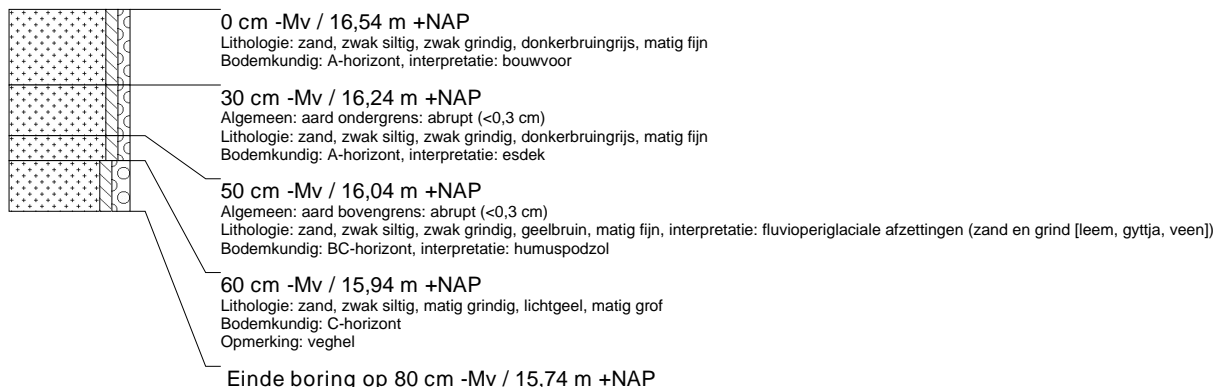 0 cm -Mv / 16,54 m +NAP
Lithologie: zand, zwak siltig, zwak grindig, donkerbruingrijs, matig fijn
Bodemkundig: A-horizont, interpretatie: bouwvoor
30 cm -Mv / 16,24 m +NAP
Algemeen: aard ondergrens: abrupt (<0,3 cm)
Lithologie: zand, zwak siltig, zwak grindig, donkerbruingrijs, matig fijn
Bodemkundig: A-horizont, interpretatie: esdek
50 cm -Mv / 16,04 m +NAP
Algemeen: aard bovengrens: abrupt (<0,3 cm)
Lithologie: zand, zwak siltig, zwak grindig, geelbruin, matig fijn, interpretatie: fluvioperiglaciale afzettingen (zand en grind [leem, gyttja, veen])
Bodemkundig: BC-horizont, interpretatie: humuspodzol
60 cm -Mv / 15,94 m +NAP
Lithologie: zand, zwak siltig, matig grindig, lichtgeel, matig grof
Bodemkundig: C-horizont
Opmerking: veghel
Einde boring op 80 cm -Mv / 15,74 m +NAP